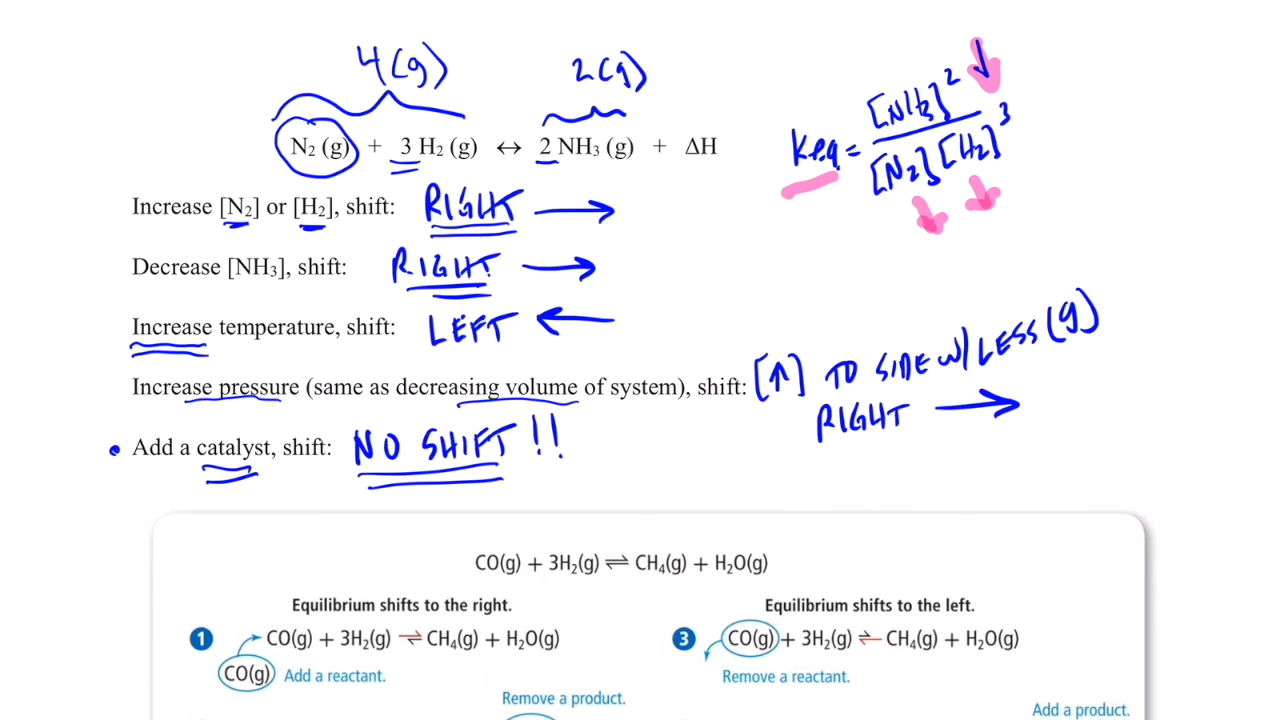 4(g) 2(g)
N₂ (g) + 3 H₂ (g) ↔ 2 NH₃ (g) + ΔH
Keq = [NH3]² / [N₂][H₂]³
Increase [N₂] or [H₂], shift: RIGHT →
Decrease [NH₃], shift: RIGHT →
Increase temperature, shift: LEFT ←
Increase pressure (same as decreasing volume of system), shift: [↑] TO SIDE W/ LESS (g)
RIGHT →
• Add a catalyst, shift: NO SHIFT!!
CO(g) + 3H₂(g) ⇌ CH₄(g) + H₂O(g)
Equilibrium shifts to the right.
1 CO(g) + 3H₂(g) ⇌ CH₄(g) + H₂O(g)
CO(g) Add a reactant.
Remove a product.
Equilibrium shifts to the left.
3 CO(g) + 3H₂(g) ⇌ CH₄(g) + H₂O(g)
Remove a reactant.
Add a product.